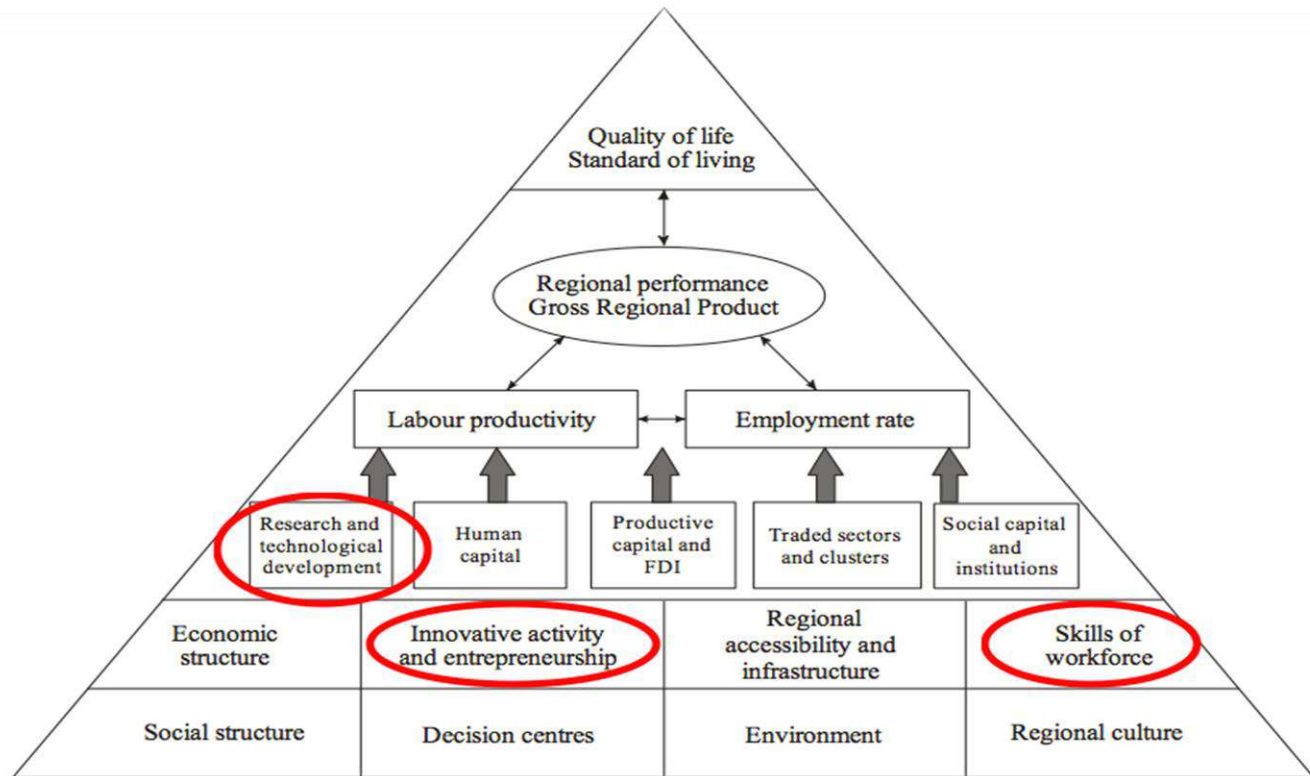 Quality of life
Standard of living
Regional performance
Gross Regional Product
Labour productivity
Employment rate
Research and
technological
development
Human
capital
Productive
capital and
FDI
Traded sectors
and clusters
Social capital
and
institutions
Economic
structure
Innovative activity
and entrepreneurship
Regional
accessibility and
infrastructure
Skills of
workforce
Social structure
Decision centres
Environment
Regional culture